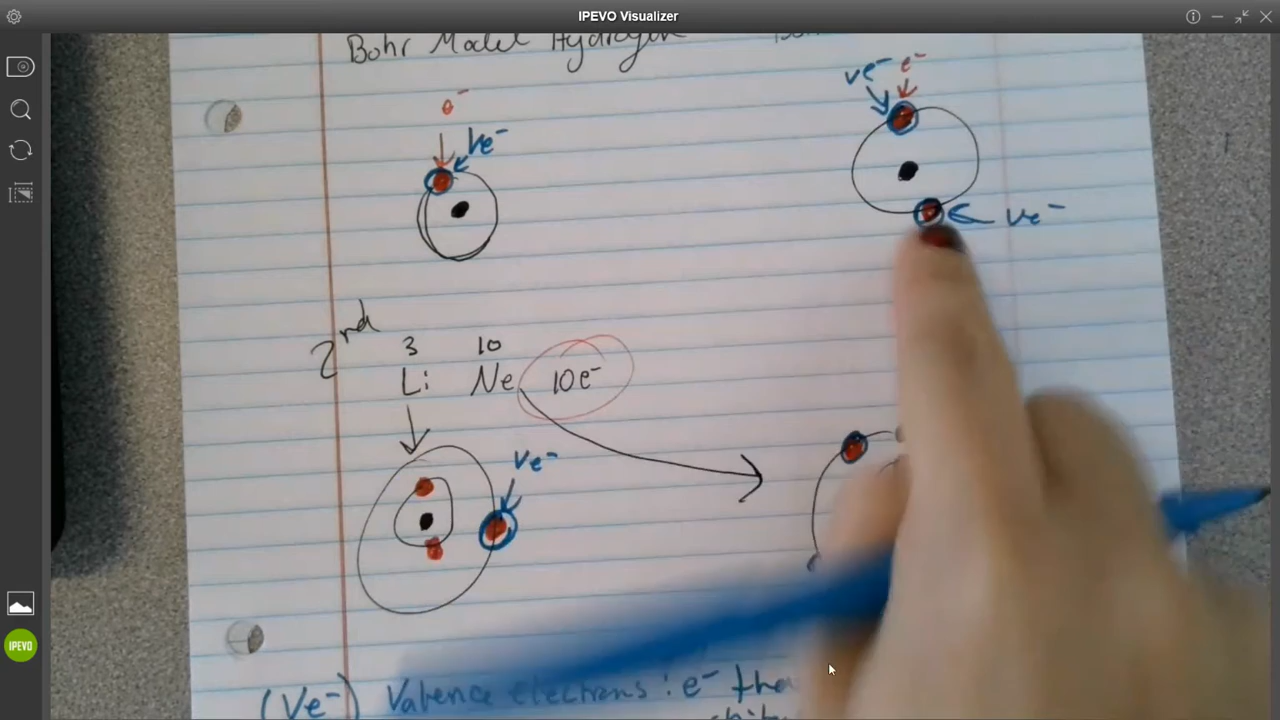 IPEVO Visualizer
Bohr Model Hydrogen
e⁻
Ve⁻
ve⁻ e⁻
ve⁻
2nd
3 10
Li Ne 10e⁻
Ve⁻
(Ve⁻) Valence electrons: e⁻
IPEVO